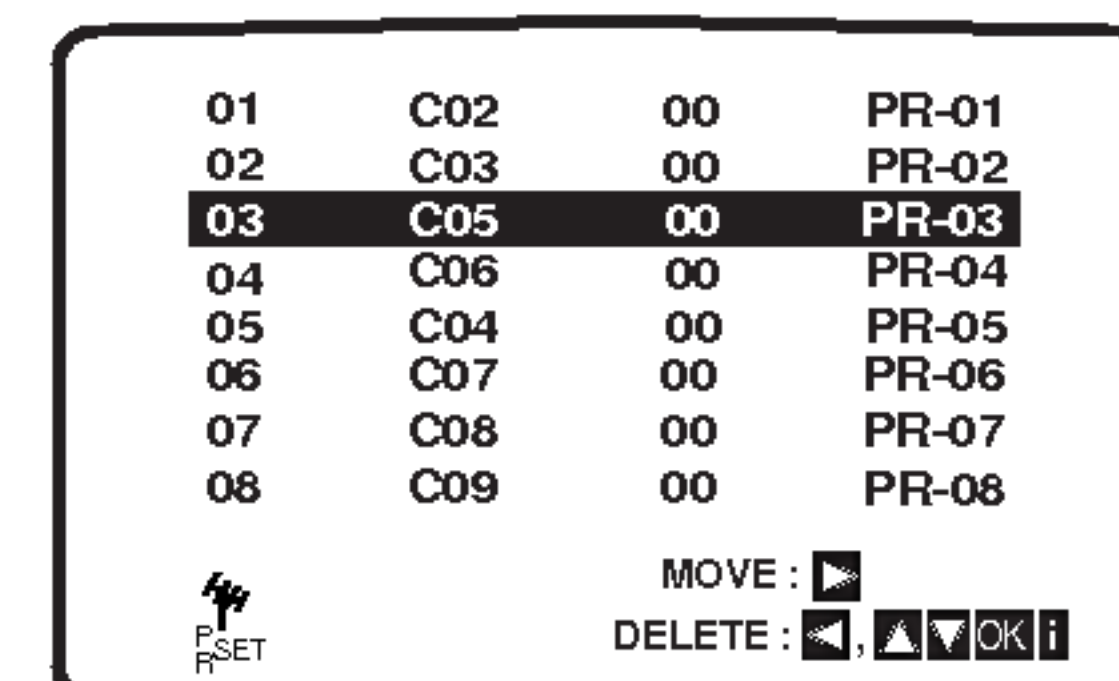 01 C02 00 PR-01
02 C03 00 PR-02
03 C05 00 PR-03
04 C06 00 PR-04
05 C04 00 PR-05
06 C07 00 PR-06
07 C08 00 PR-07
08 C09 00 PR-08
MOVE :
DELETE : , OK i
PR SET